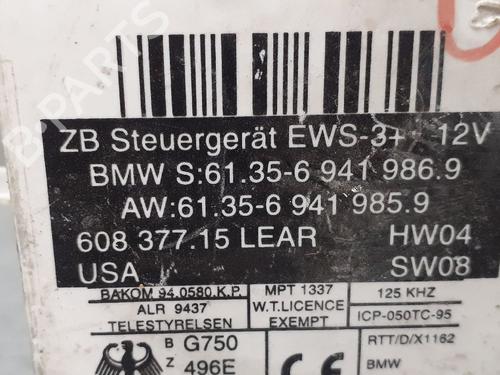 ZB Steuergerät EWS-3+ 12V
BMW S:61.35-6 941 986.9
AW:61.35-6 941 985.9
608 377.15 LEAR HW04
USA SW08
BAKOM 94.0580.K.P. MPT 1337 125 KHZ
ALR 9437 W.T.LICENCE
TELESTYRELSEN EXEMPT ICP-050TC-95
B G750 RTT/D/X1162
Z 496E CE BMW
B-PARTS